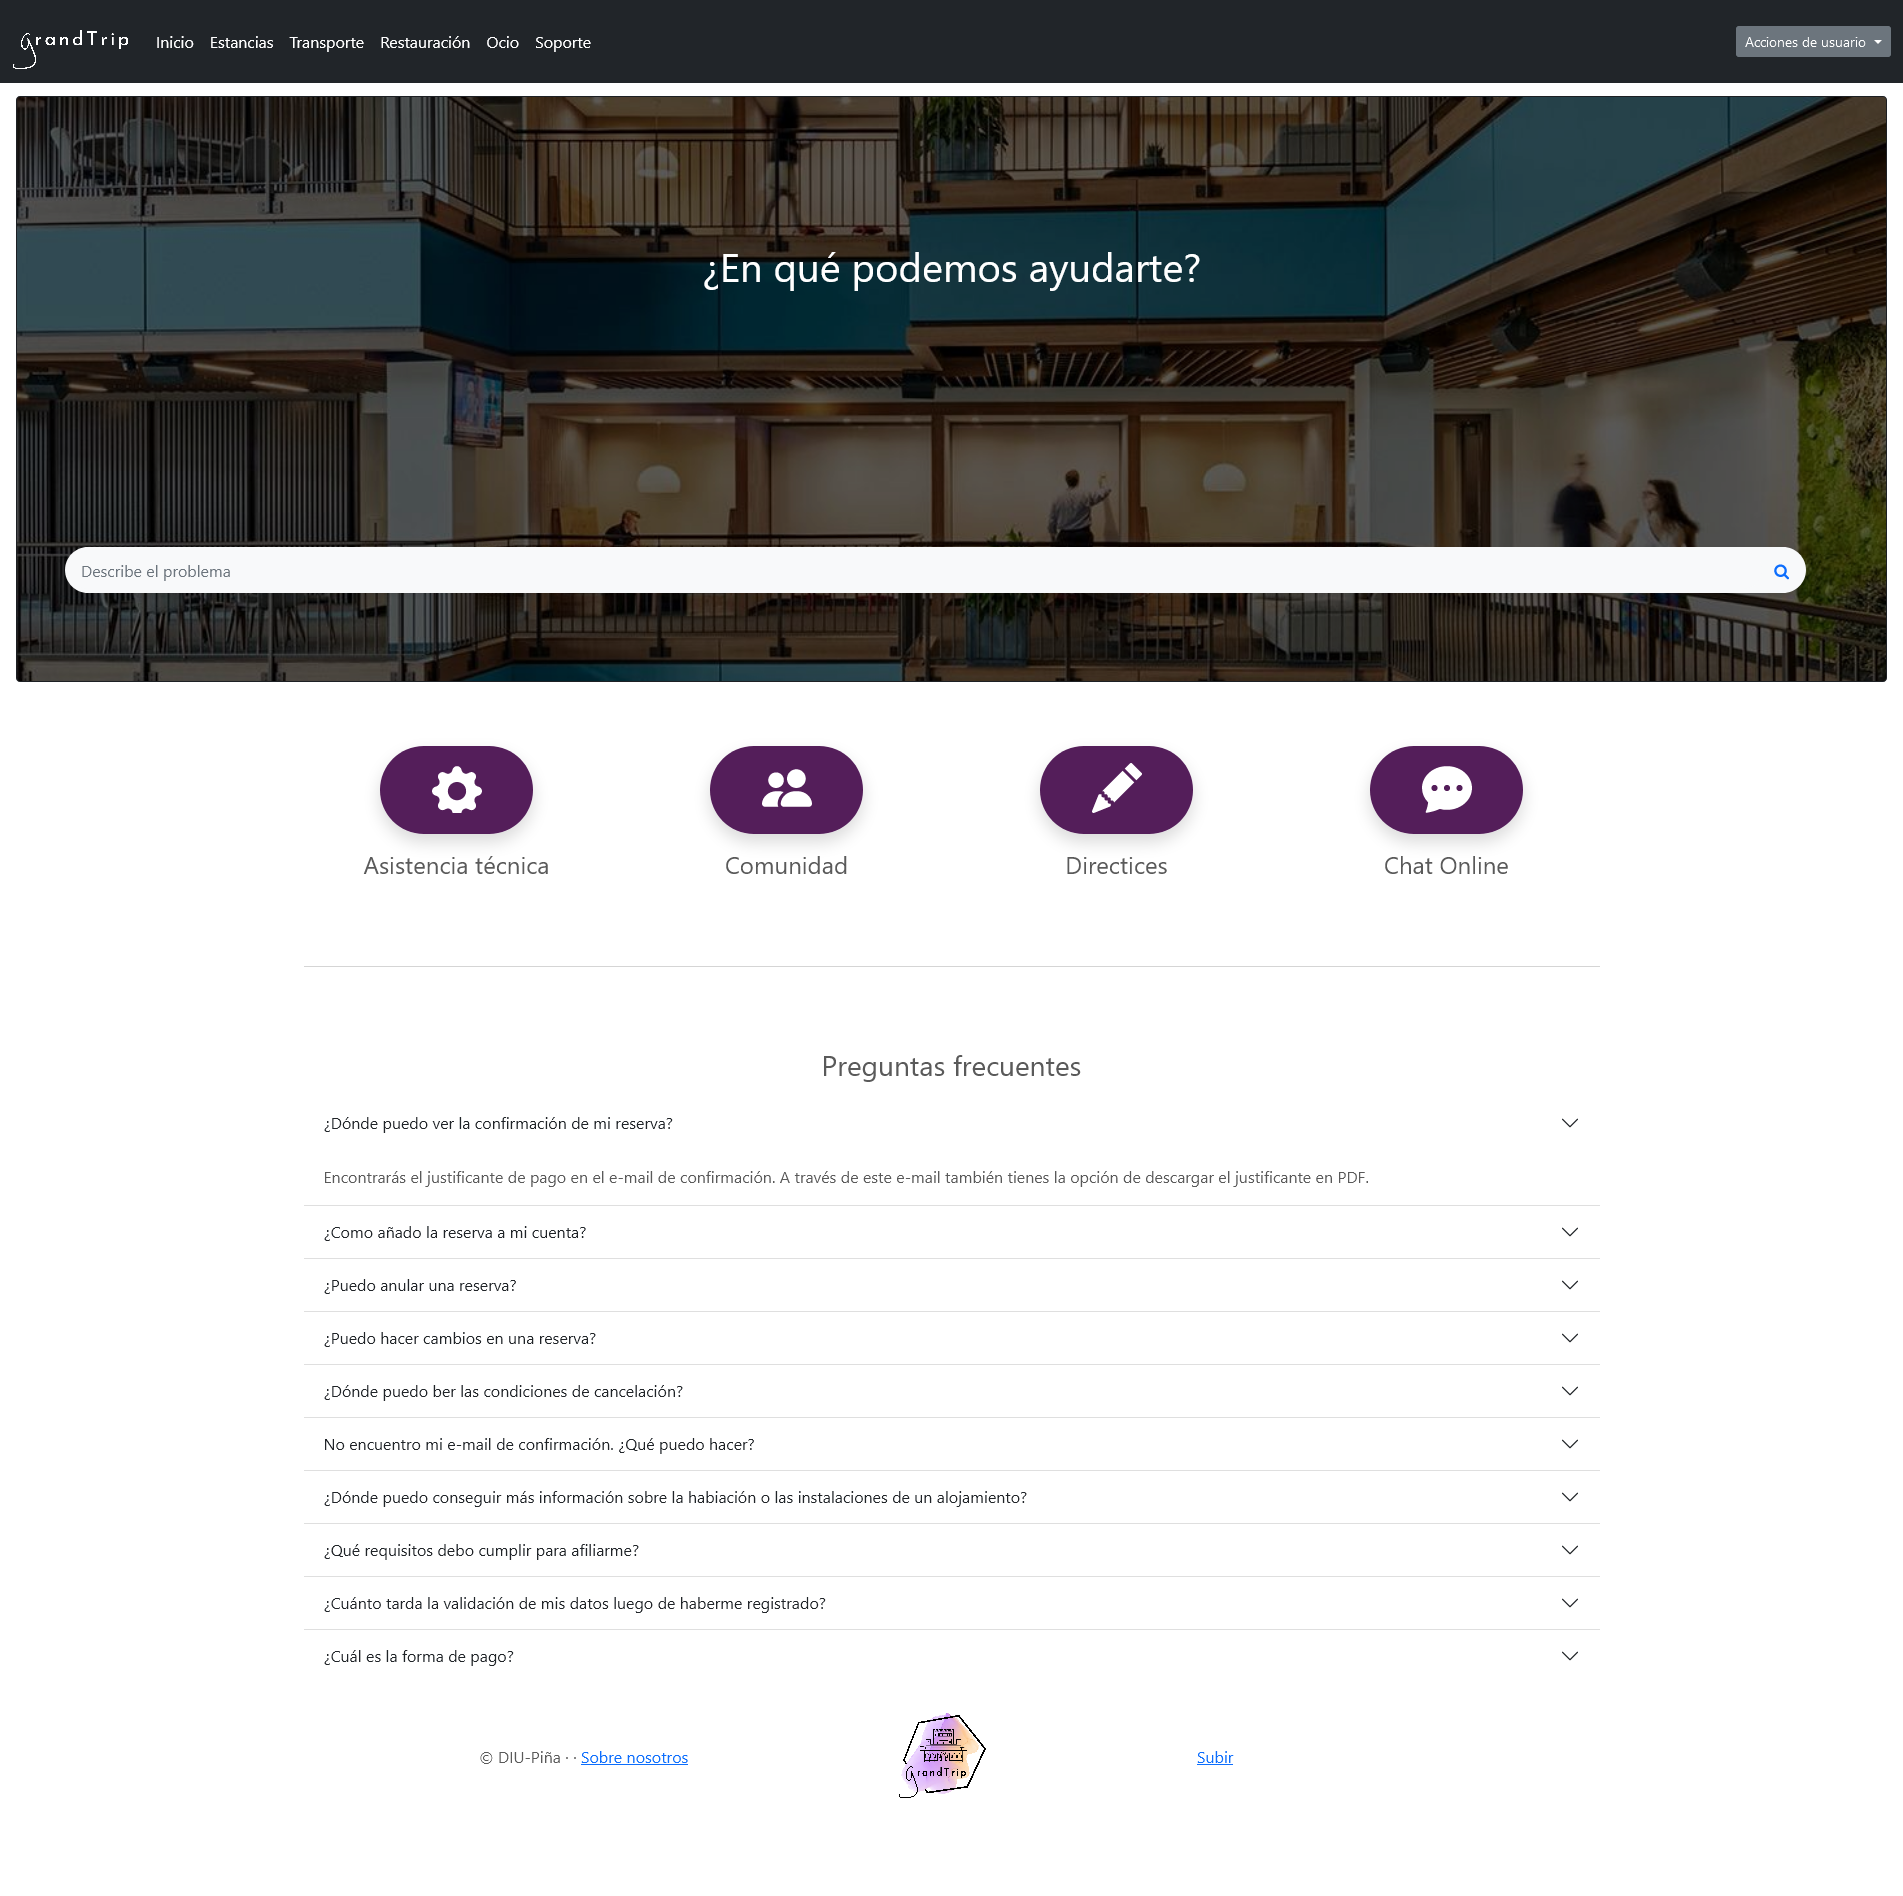 grandTrip Inicio Estancias Transporte Restauración Ocio Soporte Acciones de usuario
¿En qué podemos ayudarte?
Describe el problema
Asistencia técnica Comunidad Directices Chat Online
Preguntas frecuentes
¿Dónde puedo ver la confirmación de mi reserva?
Encontrarás el justificante de pago en el e-mail de confirmación. A través de este e-mail también tienes la opción de descargar el justificante en PDF.
¿Como añado la reserva a mi cuenta?
¿Puedo anular una reserva?
¿Puedo hacer cambios en una reserva?
¿Dónde puedo ber las condiciones de cancelación?
No encuentro mi e-mail de confirmación. ¿Qué puedo hacer?
¿Dónde puedo conseguir más información sobre la habiación o las instalaciones de un alojamiento?
¿Qué requisitos debo cumplir para afiliarme?
¿Cuánto tarda la validación de mis datos luego de haberme registrado?
¿Cuál es la forma de pago?
© DIU-Piña · · Sobre nosotros grandTrip Subir